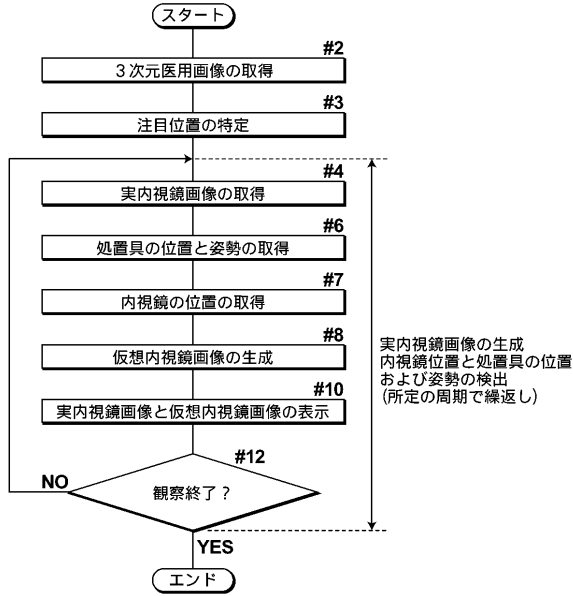 スタート
#2
３次元医用画像の取得
#3
注目位置の特定
#4
実内視鏡画像の取得
#6
処置具の位置と姿勢の取得
#7
内視鏡の位置の取得
#8
仮想内視鏡画像の生成
#10
実内視鏡画像と仮想内視鏡画像の表示
実内視鏡画像の生成
内視鏡位置と処置具の位置
および姿勢の検出
(所定の周期で繰返し)
#12
観察終了？
NO
YES
エンド